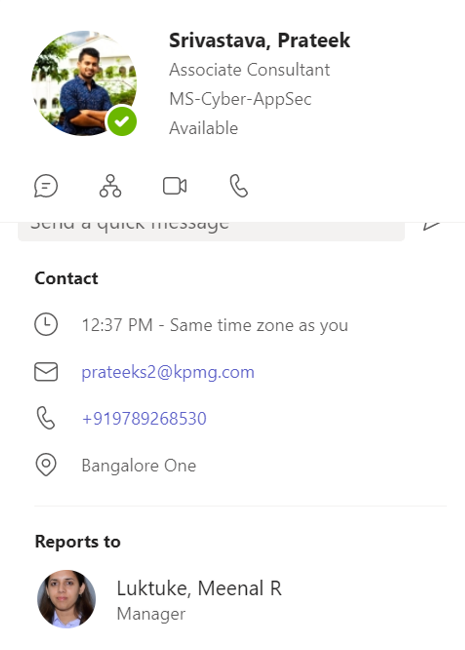 Srivastava, Prateek
Associate Consultant
MS-Cyber-AppSec
Available
Send a quick message
Contact
12:37 PM - Same time zone as you
prateeks2@kpmg.com
+919789268530
Bangalore One
Reports to
Luktuke, Meenal R
Manager